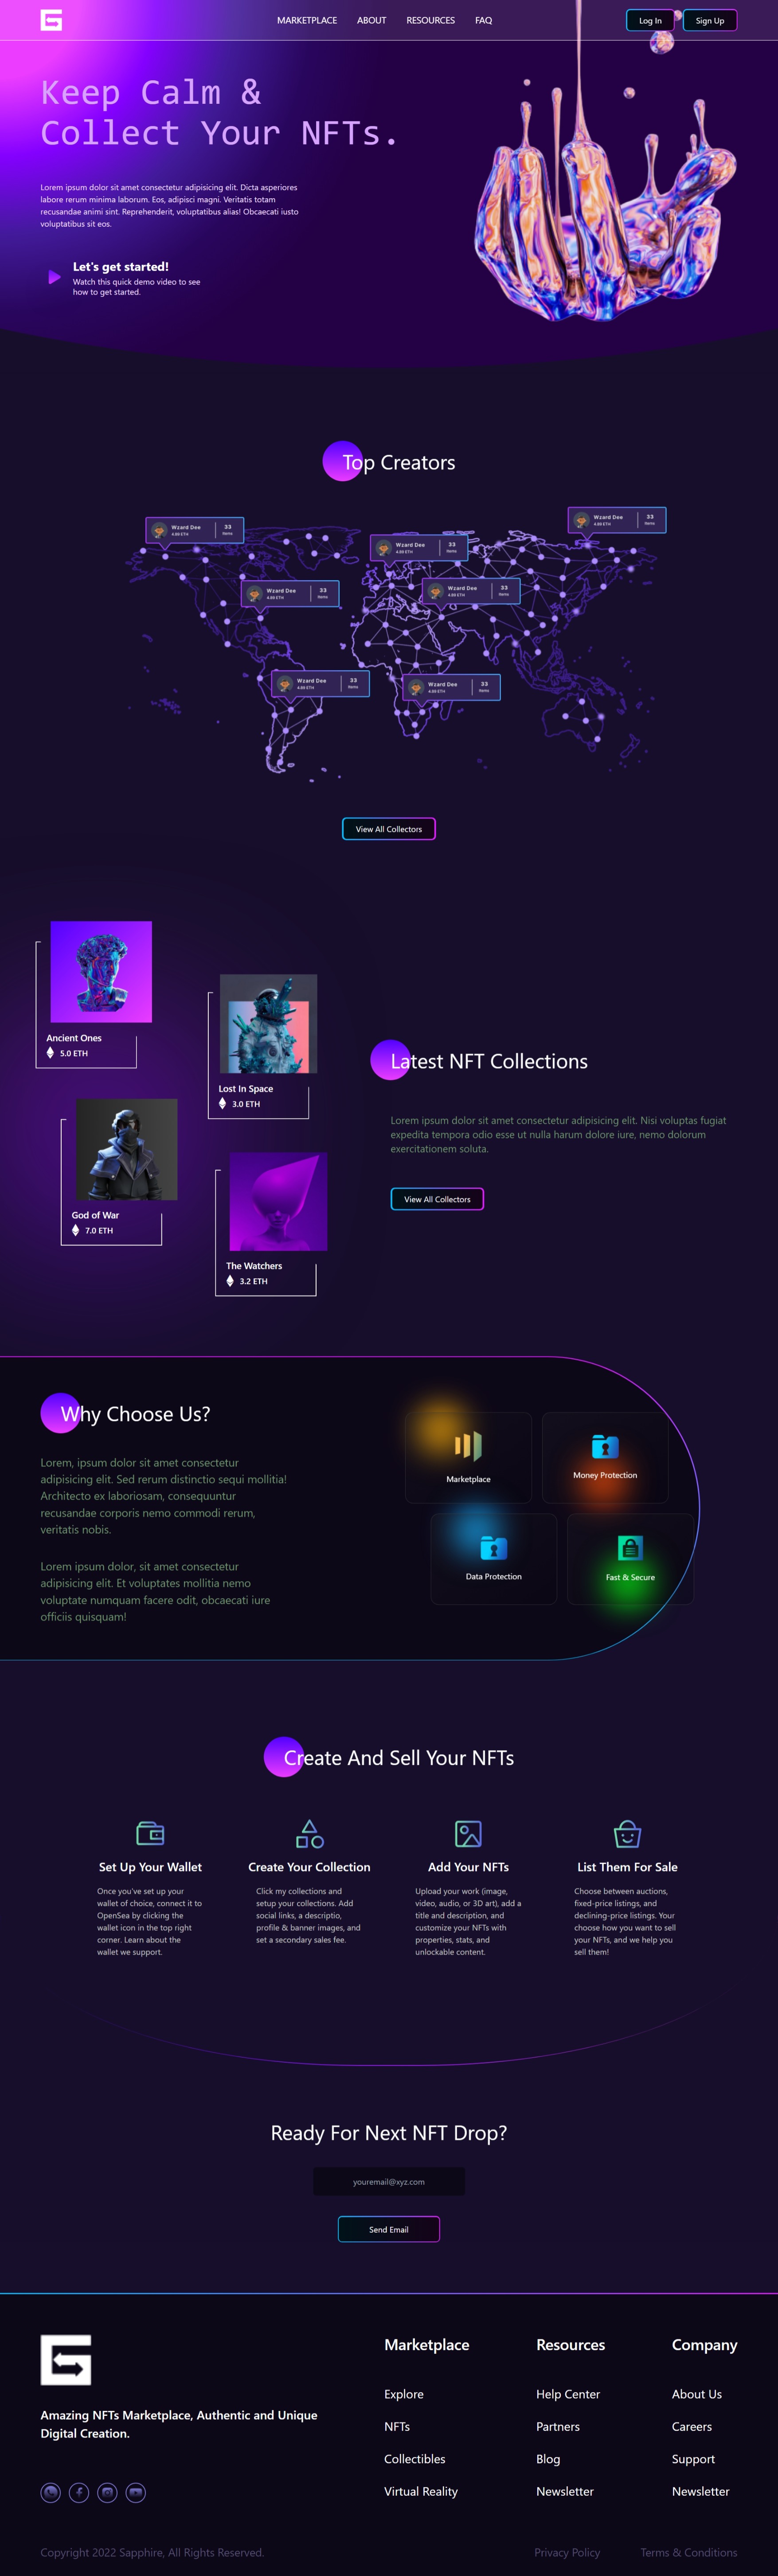 MARKETPLACE ABOUT RESOURCES FAQ
Log In
Sign Up
Keep Calm &
Collect Your NFTs.
Lorem ipsum dolor sit amet consectetur adipisicing elit. Dicta asperiores
labore rerum minima laborum. Eos, adipisci magni. Veritatis totam
recusandae animi sint. Reprehenderit, voluptatibus alias! Obcaecati iusto
voluptatibus sit eos.
Let's get started!
Watch this quick demo video to see
how to get started.
Top Creators
Wzard Dee
4.89 ETH
33
Items
Wzard Dee
4.89 ETH
33
Items
Wzard Dee
4.89 ETH
33
Items
Wzard Dee
4.89 ETH
33
Items
Wzard Dee
4.89 ETH
33
Items
Wzard Dee
4.89 ETH
33
Items
Wzard Dee
4.89 ETH
33
Items
View All Collectors
Ancient Ones
5.0 ETH
Lost In Space
3.0 ETH
God of War
7.0 ETH
The Watchers
3.2 ETH
Latest NFT Collections
Lorem ipsum dolor sit amet consectetur adipisicing elit. Nisi voluptas fugiat
expedita tempora odio esse ut nulla harum dolore iure, nemo dolorum
exercitationem soluta.
View All Collectors
Why Choose Us?
Lorem, ipsum dolor sit amet consectetur
adipisicing elit. Sed rerum distinctio sequi mollitia!
Architecto ex laboriosam, consequuntur
recusandae corporis nemo commodi rerum,
veritatis nobis.
Lorem ipsum dolor, sit amet consectetur
adipisicing elit. Et voluptates mollitia nemo
voluptate numquam facere odit, obcaecati iure
officiis quisquam!
Marketplace
Money Protection
Data Protection
Fast & Secure
Create And Sell Your NFTs
Set Up Your Wallet
Once you've set up your
wallet of choice, connect it to
OpenSea by clicking the
wallet icon in the top right
corner. Learn about the
wallet we support.
Create Your Collection
Click my collections and
setup your collections. Add
social links, a descriptio,
profile & banner images, and
set a secondary sales fee.
Add Your NFTs
Upload your work (image,
video, audio, or 3D art), add a
title and description, and
customize your NFTs with
properties, stats, and
unlockable content.
List Them For Sale
Choose between auctions,
fixed-price listings, and
declining-price listings. Your
choose how you want to sell
your NFTs, and we help you
sell them!
Ready For Next NFT Drop?
youremail@xyz.com
Send Email
Amazing NFTs Marketplace, Authentic and Unique
Digital Creation.
Marketplace
Explore
NFTs
Collectibles
Virtual Reality
Resources
Help Center
Partners
Blog
Newsletter
Company
About Us
Careers
Support
Newsletter
Copyright 2022 Sapphire, All Rights Reserved.
Privacy Policy
Terms & Conditions